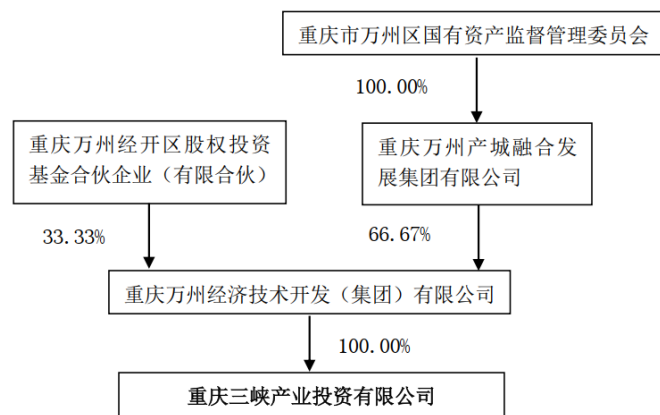 重庆市万州区国有资产监督管理委员会
100.00%
重庆万州经开区股权投资
基金合伙企业（有限合伙）
重庆万州产城融合发
展集团有限公司
33.33%
66.67%
重庆万州经济技术开发（集团）有限公司
100.00%
重庆三峡产业投资有限公司